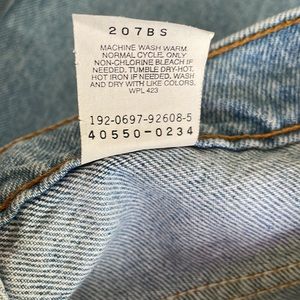 207BS
MACHINE WASH WARM,
NORMAL CYCLE, ONLY
NON-CHLORINE BLEACH IF
NEEDED. TUMBLE DRY-HOT.
HOT IRON IF NEEDED. WASH
AND DRY WITH LIKE COLORS.
WPL 423
192-0697-92608-5
40550-0234